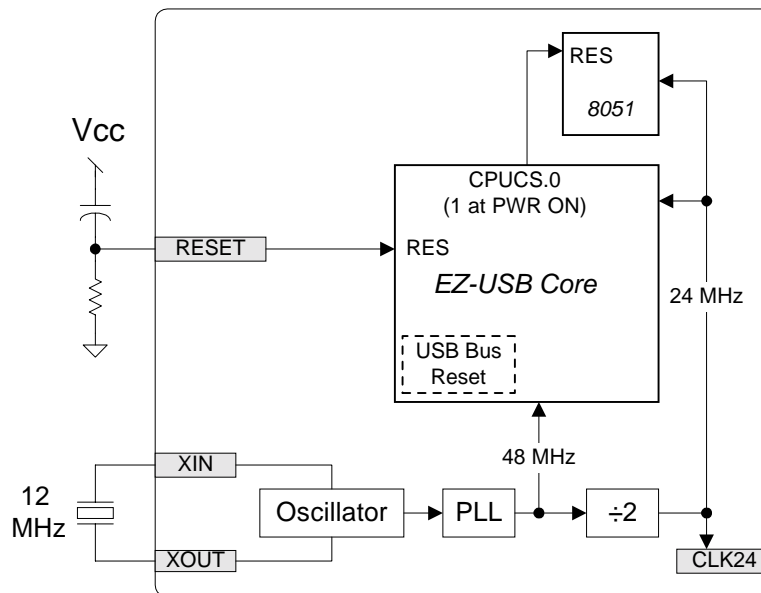 RES
8051
Vcc
CPUCS.0
(1 at PWR ON)
RESET
RES
EZ-USB Core
24 MHz
USB Bus
Reset
XIN
48 MHz
12
MHz
Oscillator
PLL
÷2
XOUT
CLK24